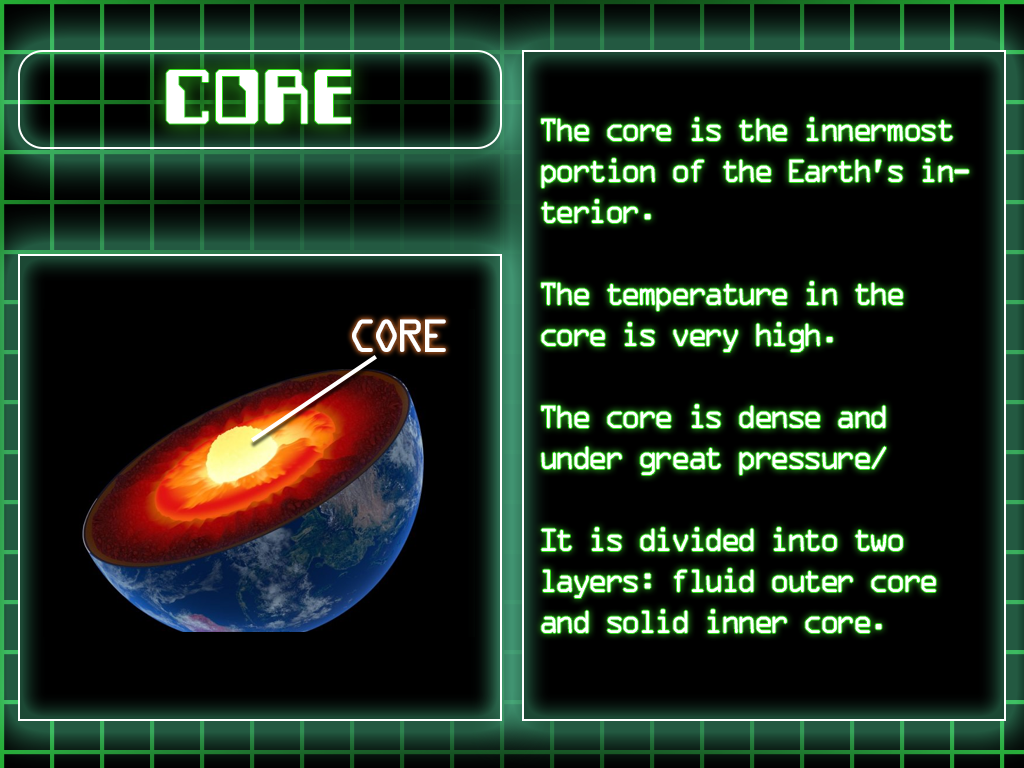 CORE
CORE
The core is the innermost
portion of the Earth's in-
terior.
The temperature in the
core is very high.
The core is dense and
under great pressure/
It is divided into two
layers: fluid outer core
and solid inner core.